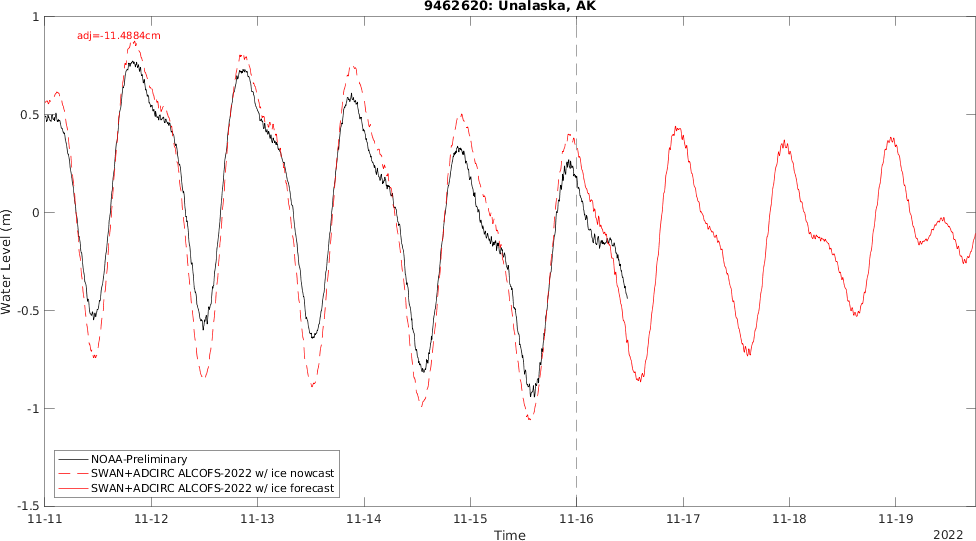 9462620: Unalaska, AK
adj=-11.4884cm
Water Level (m)
1
0.5
0
-0.5
-1
-1.5
NOAA-Preliminary
SWAN+ADCIRC ALCOFS-2022 w/ ice nowcast
SWAN+ADCIRC ALCOFS-2022 w/ ice forecast
11-11 11-12 11-13 11-14 11-15 11-16 11-17 11-18 11-19
Time
2022